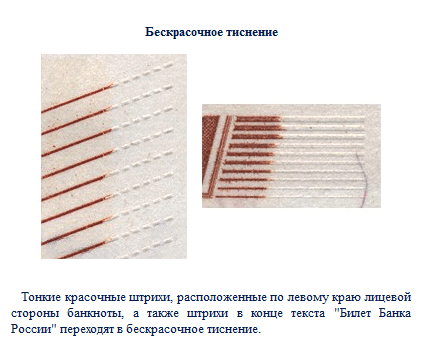 Бескрасочное тиснение
Тонкие красочные штрихи, расположенные по левому краю лицевой
стороны банкноты, а также штрихи в конце текста "Билет Банка
России" переходят в бескрасочное тиснение.